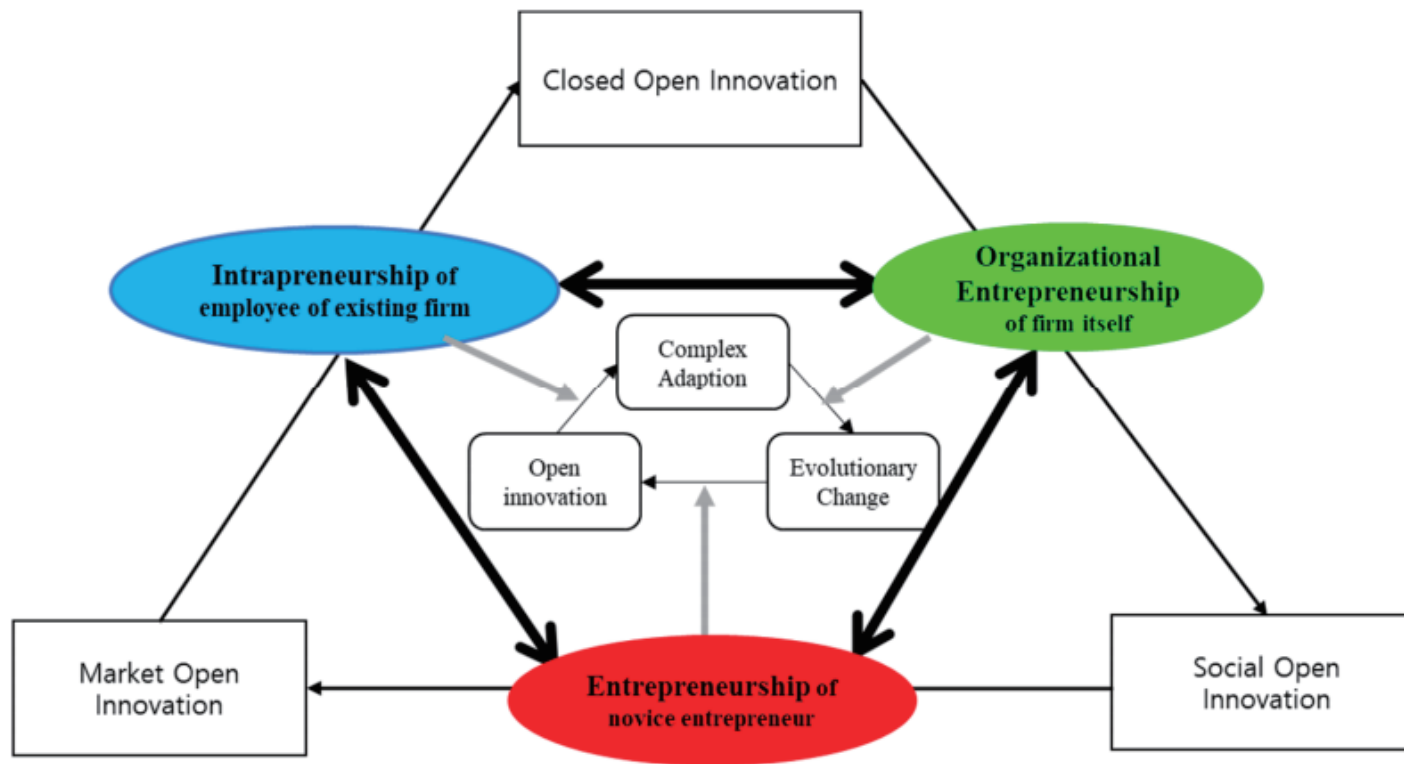 Closed Open Innovation
Intrapreneurship of
employee of existing firm
Organizational
Entrepreneurship
of firm itself
Complex
Adaption
Open
innovation
Evolutionary
Change
Market Open
Innovation
Entrepreneurship of
novice entrepreneur
Social Open
Innovation